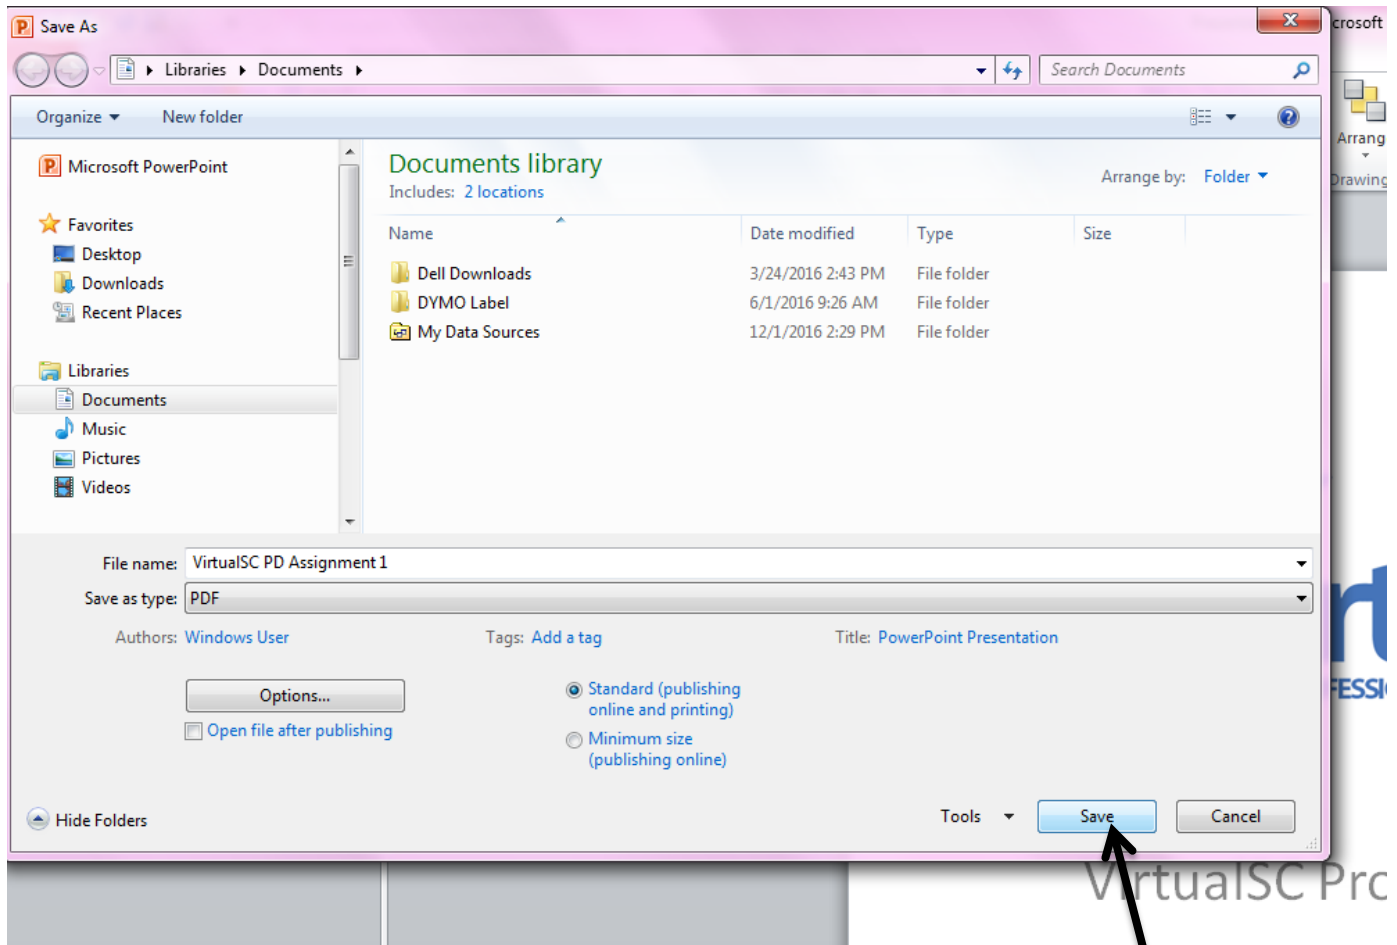 Save As
crosoft
Libraries Documents
Search Documents
Organize
New folder
Arrang
Drawing
Microsoft PowerPoint
Favorites
Desktop
Downloads
Recent Places
Libraries
Documents
Music
Pictures
Videos
Documents library
Includes: 2 locations
Arrange by: Folder
Name Date modified Type Size
Dell Downloads 3/24/2016 2:43 PM File folder
DYMO Label 6/1/2016 9:26 AM File folder
My Data Sources 12/1/2016 2:29 PM File folder
File name: VirtualSC PD Assignment 1
Save as type: PDF
Authors: Windows User Tags: Add a tag Title: PowerPoint Presentation
Options...
Open file after publishing
Standard (publishing
online and printing)
Minimum size
(publishing online)
Hide Folders
Tools Save Cancel
rt
FESSI
VirtualSC Pro